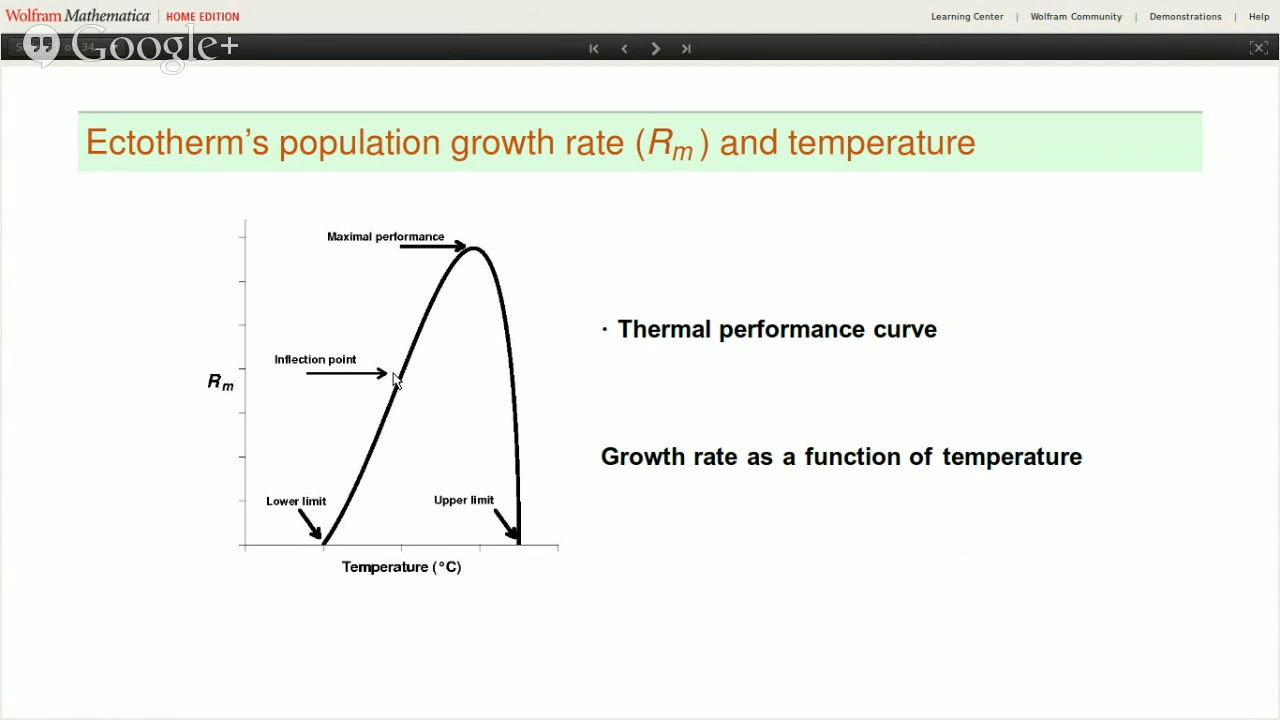 Wolfram Mathematica | HOME EDITION
Learning Center | Wolfram Community | Demonstrations | Help
Google+
34
Ectotherm's population growth rate (Rm) and temperature
Maximal performance
Inflection point
Rm
Lower limit
Upper limit
Temperature (°C)
· Thermal performance curve
Growth rate as a function of temperature